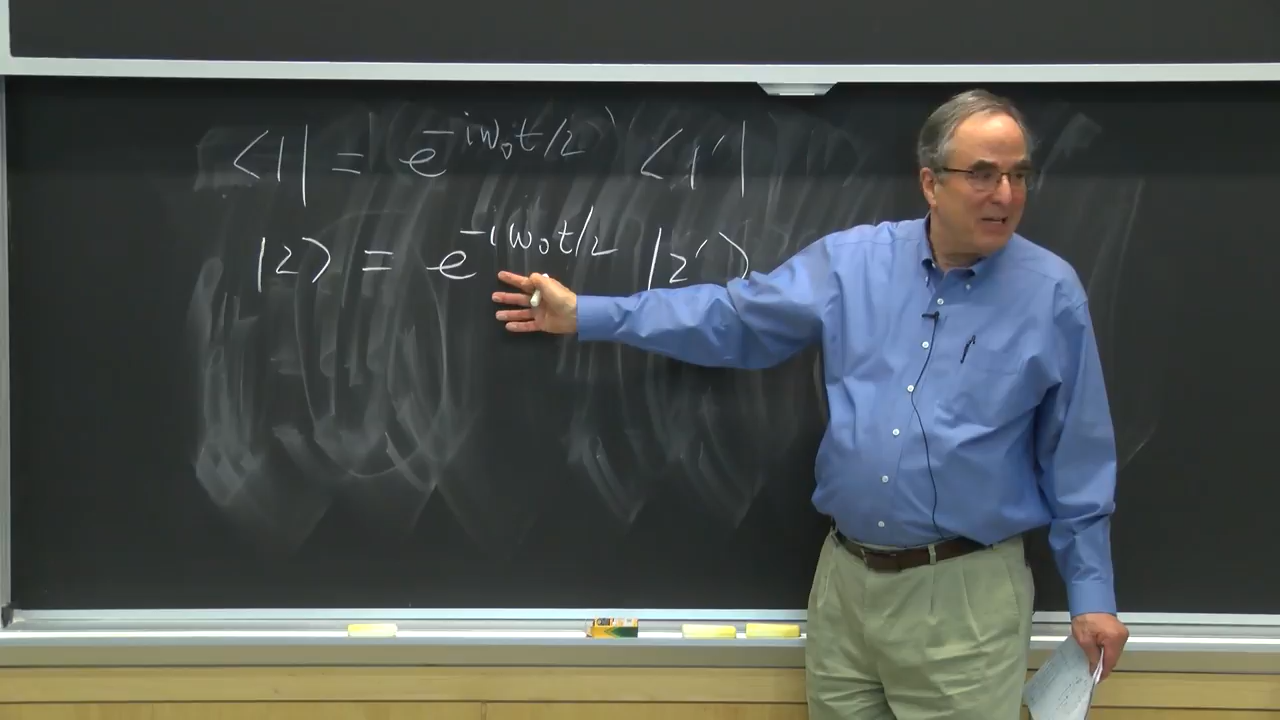 <1| = e^{-iω₀t/2} <1'|
|2> = e^{-iω₀t/2} |2'>